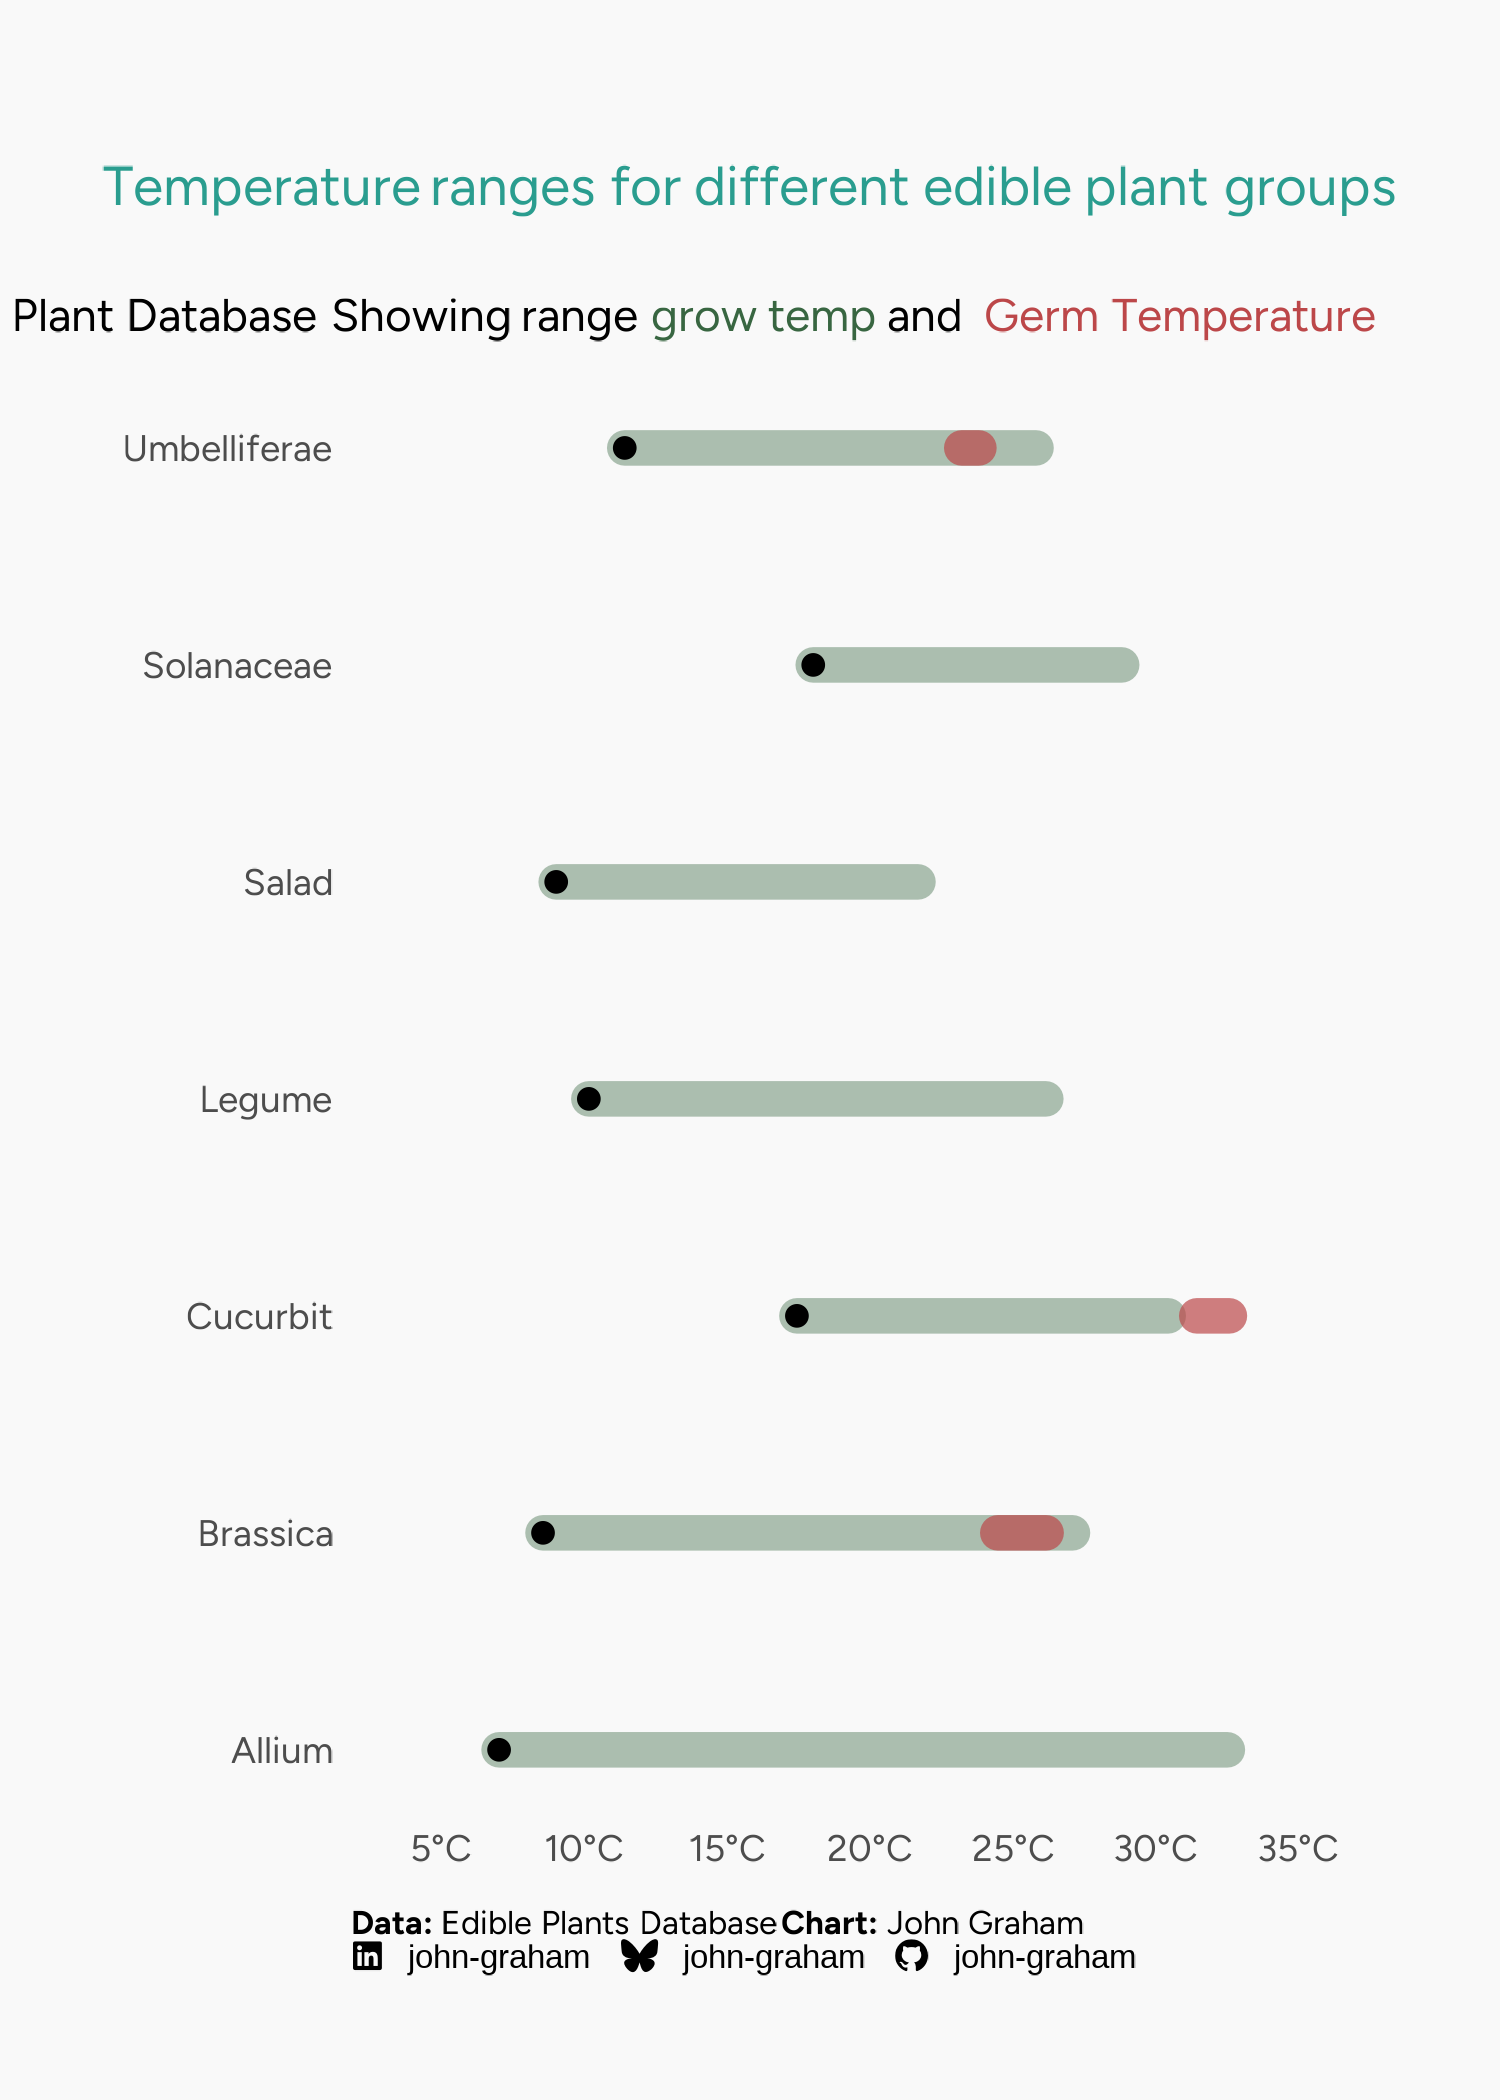 Temperature ranges for different edible plant groups
Plant Database Showing range grow temp and Germ Temperature
Umbelliferae
Solanaceae
Salad
Legume
Cucurbit
Brassica
Allium
5°C 10°C 15°C 20°C 25°C 30°C 35°C
Data: Edible Plants Database Chart: John Graham
in john-graham john-graham john-graham